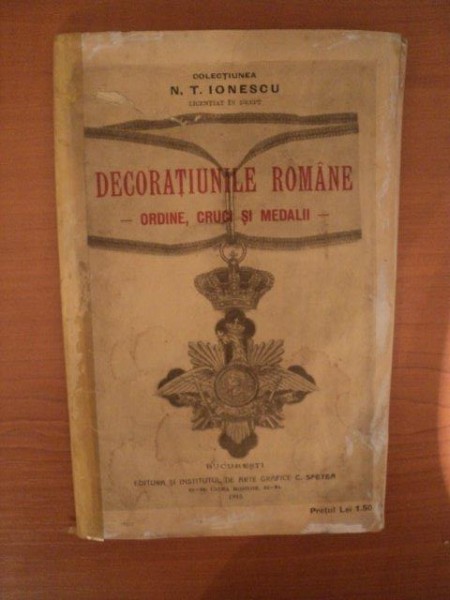 COLECȚIUNEA
N. T. IONESCU
LICENȚIAT ÎN DREPT
DECORAȚIUNILE ROMÂNE
— ORDINE, CRUCI ȘI MEDALII —
BUCUREȘTI
EDITURA ȘI INSTITUTUL DE ARTE GRAFICE C. SFETEA
Prețul Lei 1.50